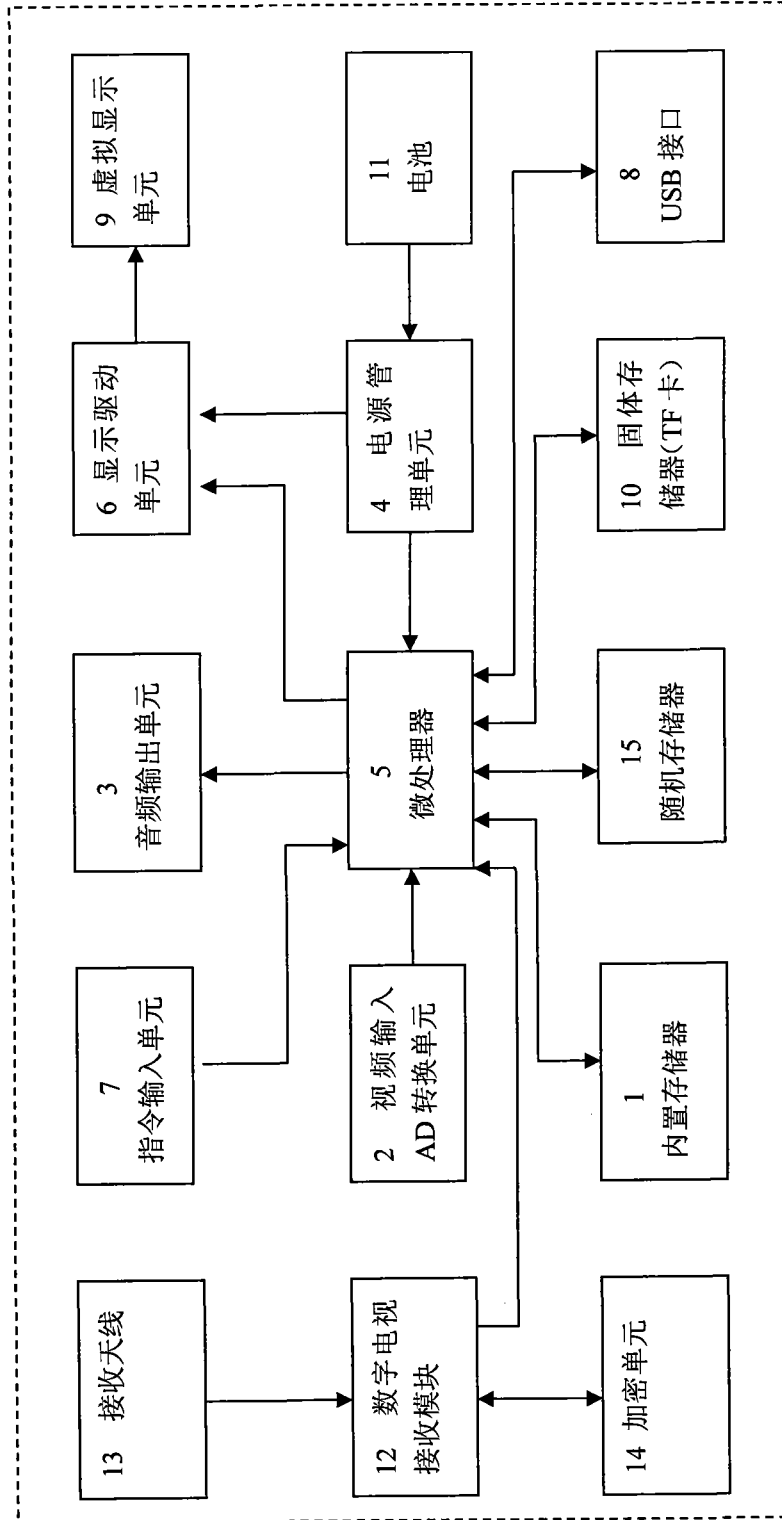 13 接收天线
7
指令输入单元
3
音频输出单元
6 显示驱动
单元
9 虚拟显示
单元
12 数字电视
接收模块
2 视频输入
AD 转换单元
5
微处理器
4 电源管
理单元
11
电池
14 加密单元
1
内置存储器
15
随机存储器
10 固体存
储器(TF 卡)
8
USB 接口